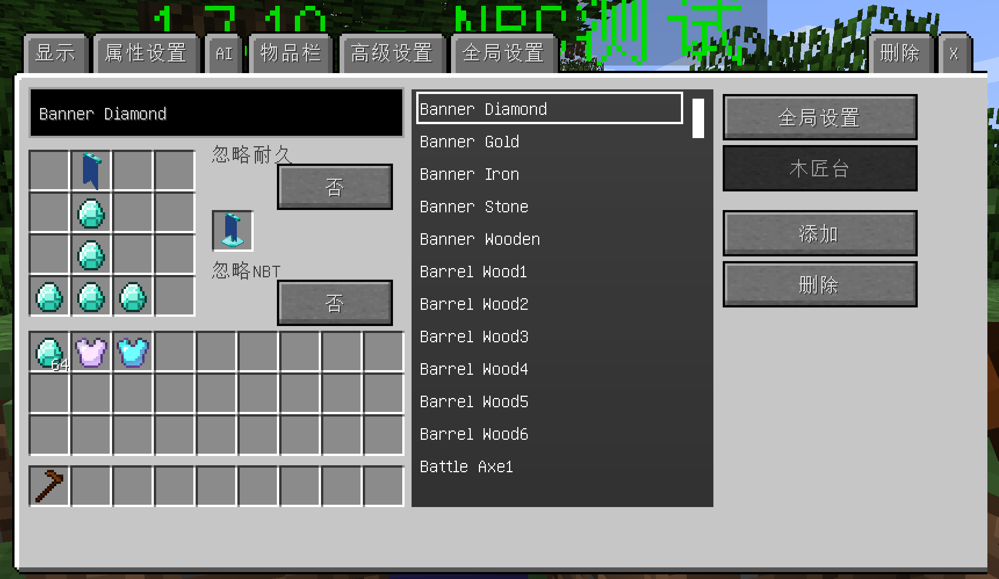 1.7.10 NPC测试
显示
属性设置
AI
物品栏
高级设置
全局设置
删除
X
Banner Diamond
忽略耐久
否
忽略NBT
否
64
Banner Diamond
Banner Gold
Banner Iron
Banner Stone
Banner Wooden
Barrel Wood1
Barrel Wood2
Barrel Wood3
Barrel Wood4
Barrel Wood5
Barrel Wood6
Battle Axe1
全局设置
木匠台
添加
删除